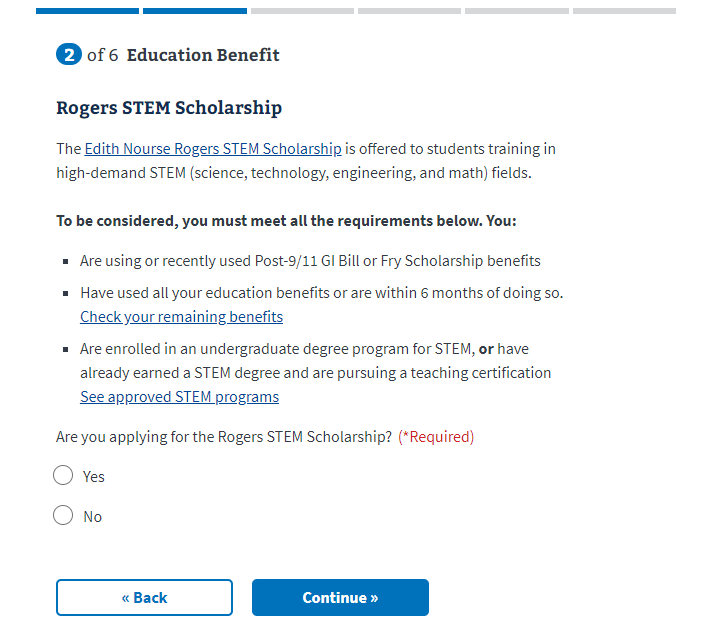 2 of 6 Education Benefit
Rogers STEM Scholarship
The Edith Nourse Rogers STEM Scholarship is offered to students training in
high-demand STEM (science, technology, engineering, and math) fields.
To be considered, you must meet all the requirements below. You:
▪ Are using or recently used Post-9/11 GI Bill or Fry Scholarship benefits
▪ Have used all your education benefits or are within 6 months of doing so.
Check your remaining benefits
▪ Are enrolled in an undergraduate degree program for STEM, or have
already earned a STEM degree and are pursuing a teaching certification
See approved STEM programs
Are you applying for the Rogers STEM Scholarship? (*Required)
Yes
No
« Back
Continue »